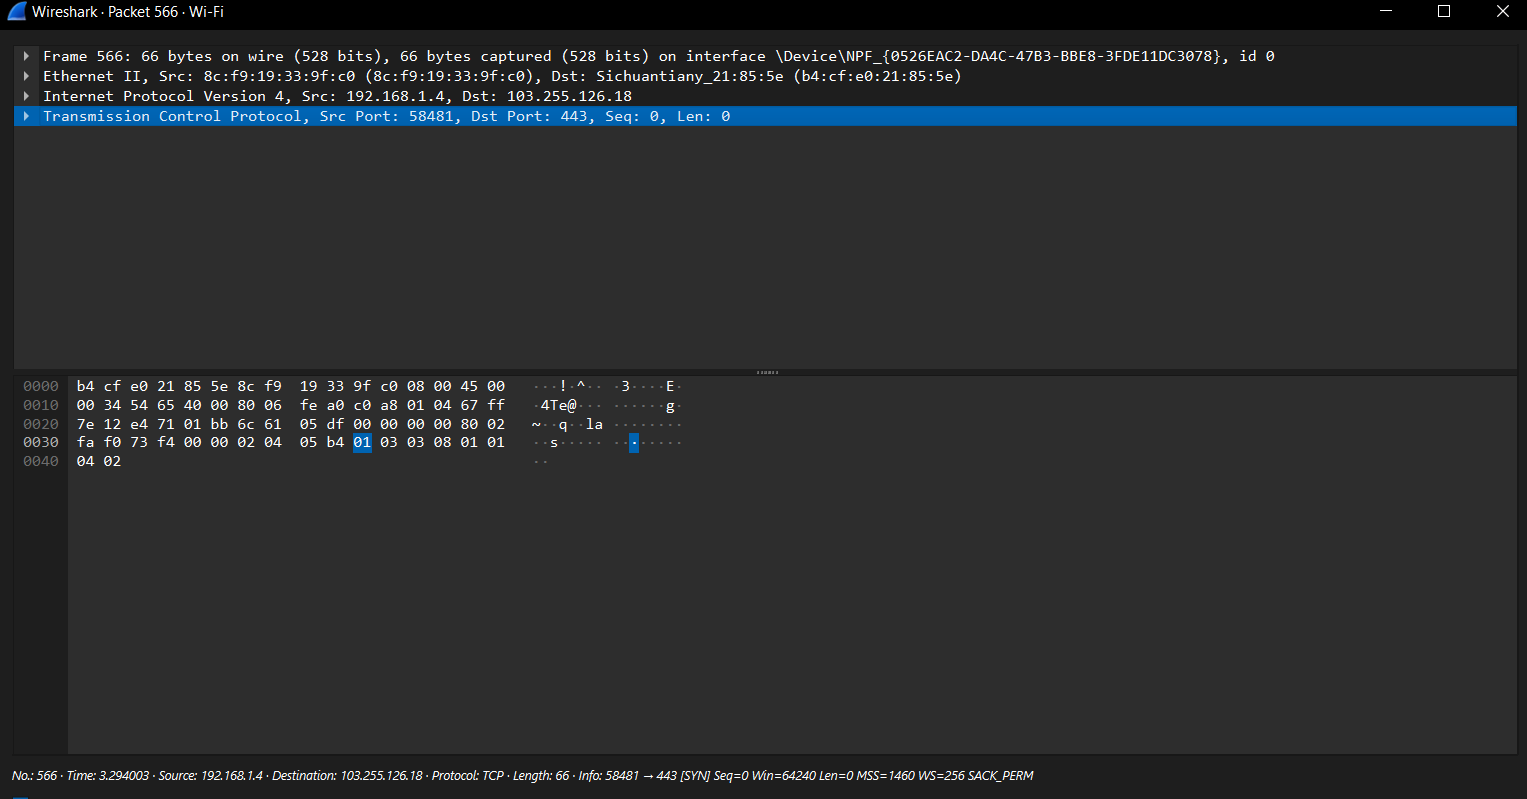 Wireshark · Packet 566 · Wi-Fi
Frame 566: 66 bytes on wire (528 bits), 66 bytes captured (528 bits) on interface \Device\NPF_{0526EAC2-DA4C-47B3-BBE8-3FDE11DC3078}, id 0
Ethernet II, Src: 8c:f9:19:33:9f:c0 (8c:f9:19:33:9f:c0), Dst: Sichuantiany_21:85:5e (b4:cf:e0:21:85:5e)
Internet Protocol Version 4, Src: 192.168.1.4, Dst: 103.255.126.18
Transmission Control Protocol, Src Port: 58481, Dst Port: 443, Seq: 0, Len: 0
0000 b4 cf e0 21 85 5e 8c f9 19 33 9f c0 08 00 45 00 ···!·^·· ·3····E·
0010 00 34 54 65 40 00 80 06 fe a0 c0 a8 01 04 67 ff ·4Te@··· ······g·
0020 7e 12 e4 71 01 bb 6c 61 05 df 00 00 00 00 80 02 ~··q··la ········
0030 fa f0 73 f4 00 00 02 04 05 b4 01 03 03 08 01 01 ··s····· ········
0040 04 02 ··
No.: 566 · Time: 3.294003 · Source: 192.168.1.4 · Destination: 103.255.126.18 · Protocol: TCP · Length: 66 · Info: 58481 → 443 [SYN] Seq=0 Win=64240 Len=0 MSS=1460 WS=256 SACK_PERM